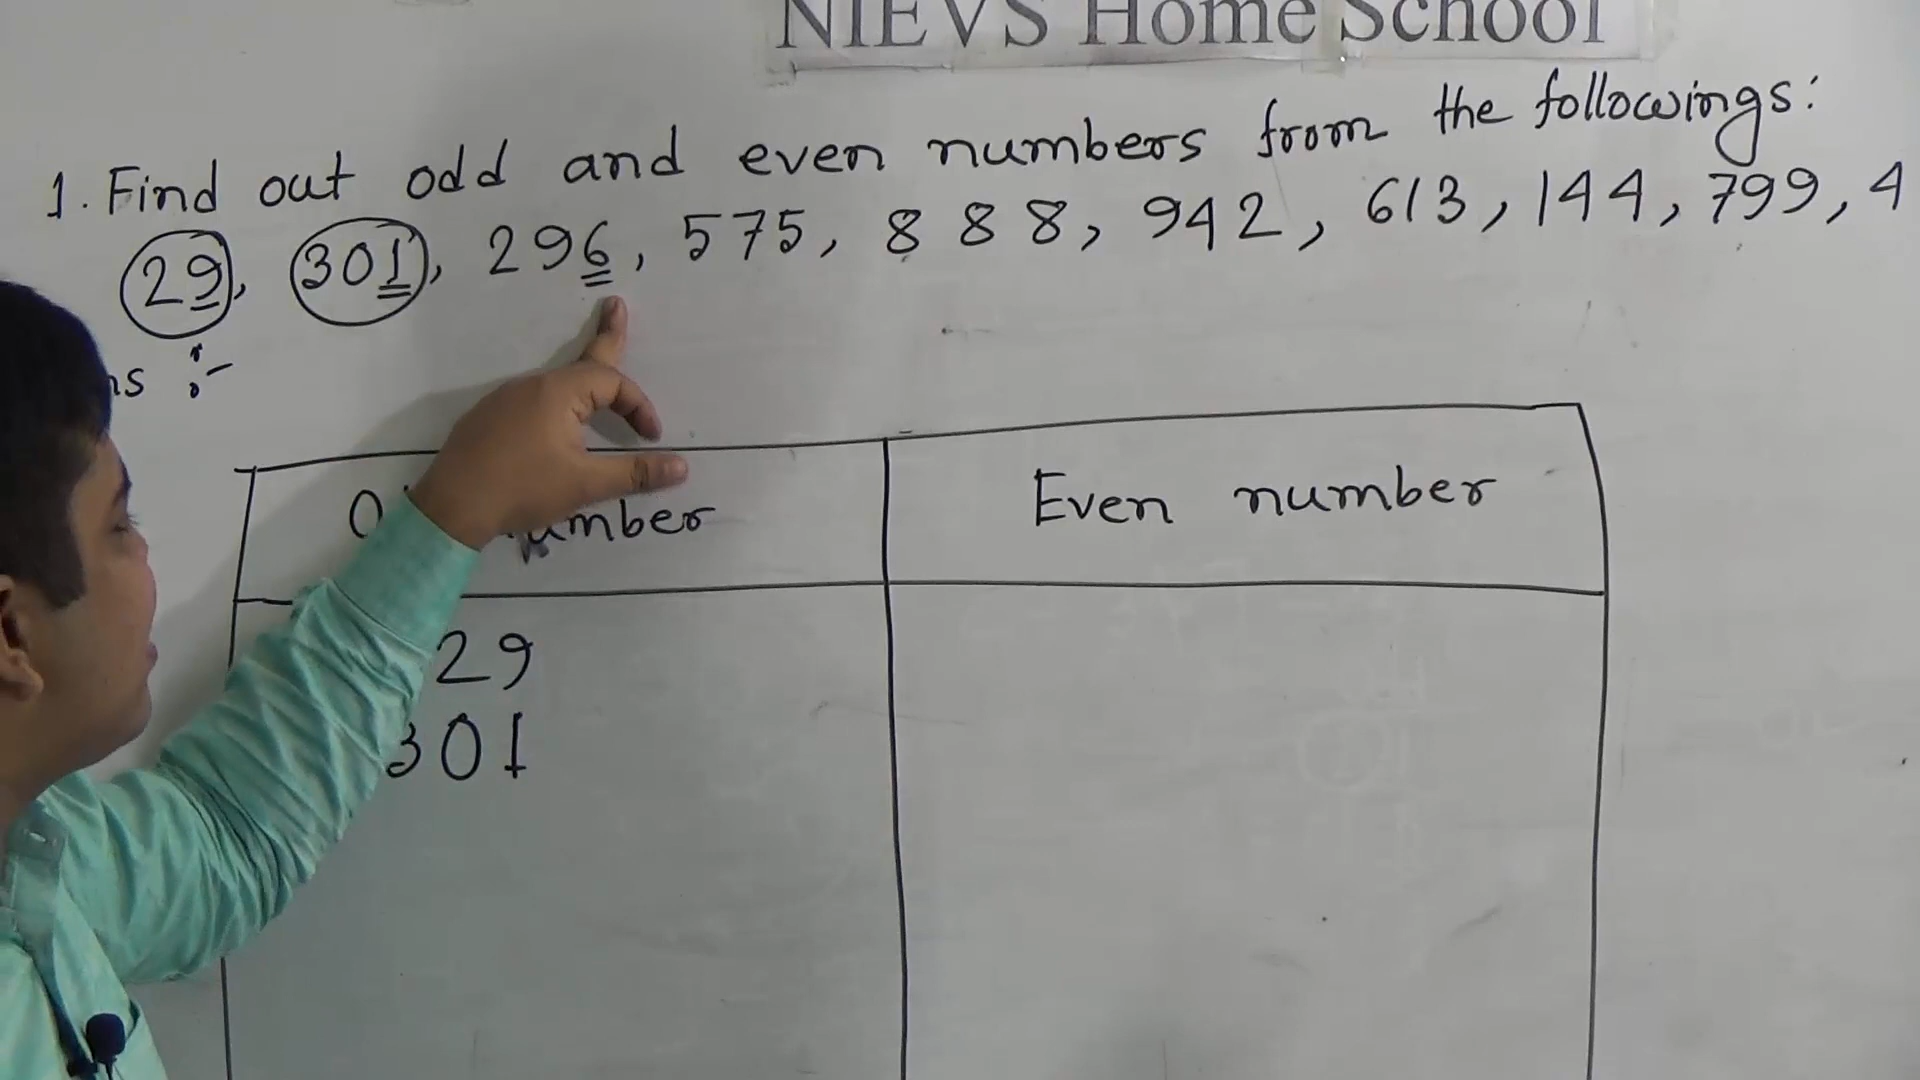 NIEVS Home School
1. Find out odd and even numbers from the followings:
29, 301, 296, 575, 888, 942, 613, 144, 799, 4
Even number
29
301